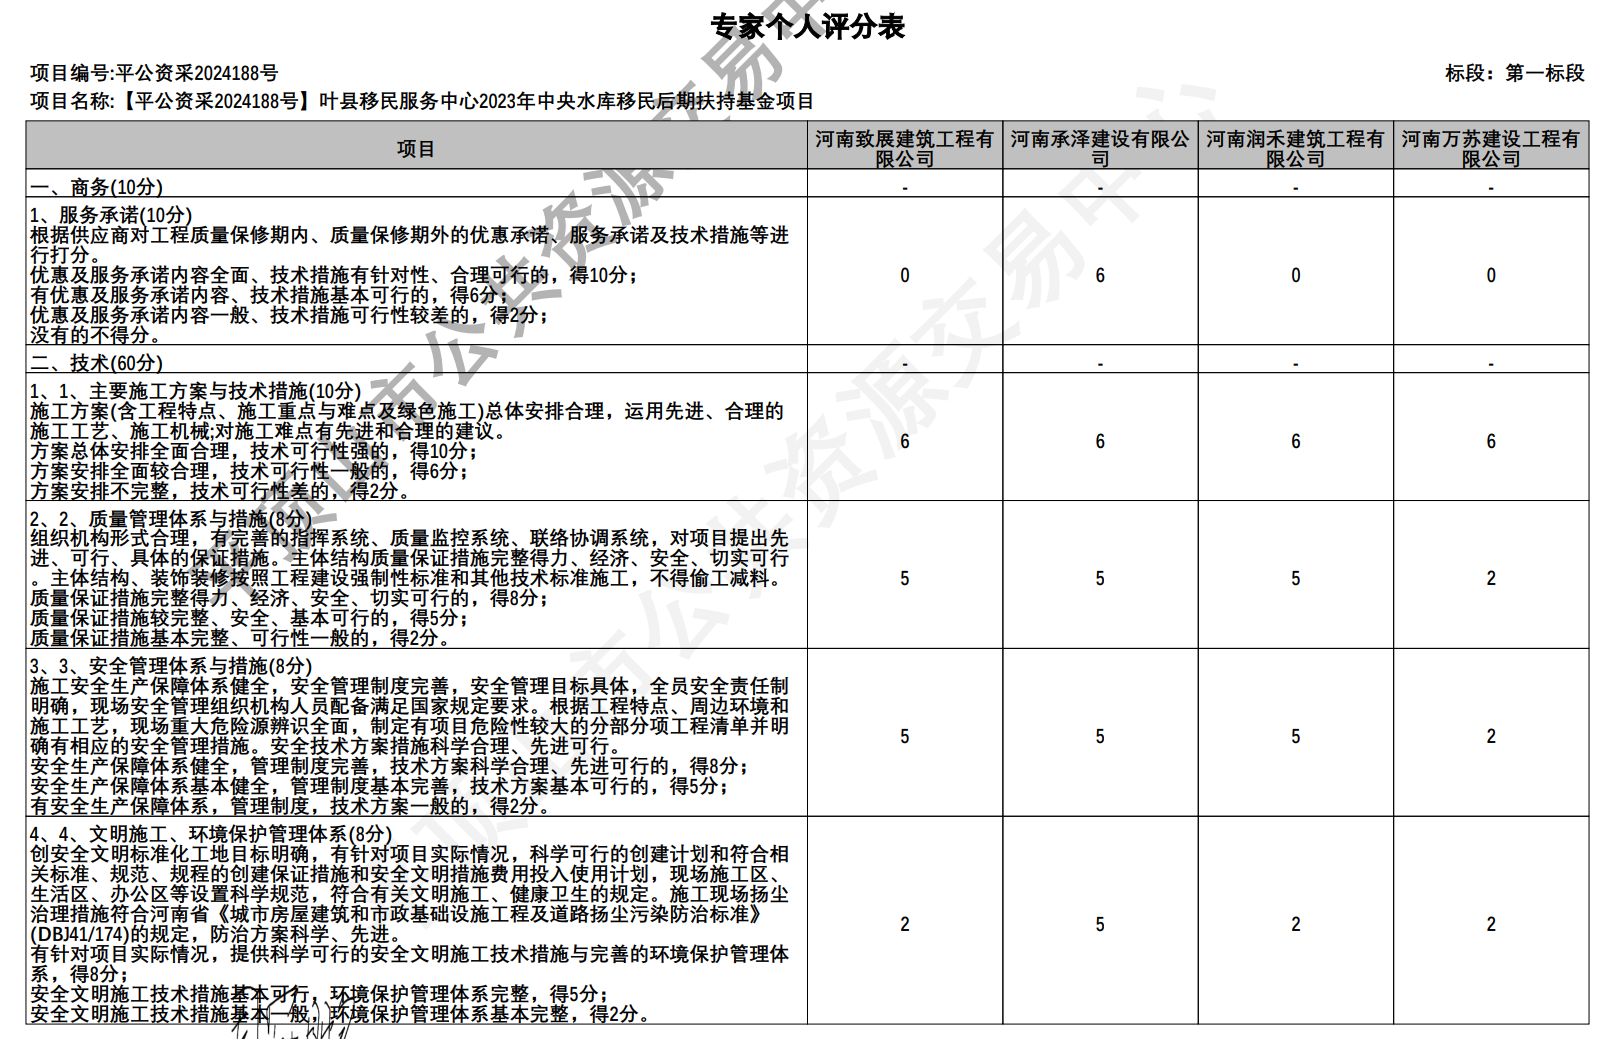 专家个人评分表
项目编号:平公资采2024188号
标段：第一标段
项目名称:【平公资采2024188号】叶县移民服务中心2023年中央水库移民后期扶持基金项目
项目
河南致展建筑工程有限公司
河南承泽建设有限公司
河南润禾建筑工程有限公司
河南万苏建设工程有限公司
一、商务(10分)
- - - -
1、服务承诺(10分)
根据供应商对工程质量保修期内、质量保修期外的优惠承诺、服务承诺及技术措施等进
行打分。
优惠及服务承诺内容全面、技术措施有针对性、合理可行的，得10分；
有优惠及服务承诺内容、技术措施基本可行的，得6分；
优惠及服务承诺内容一般、技术措施可行性较差的，得2分；
没有的不得分。
0 6 0 0
二、技术(60分)
- - - -
1、1、主要施工方案与技术措施(10分)
施工方案(含工程特点、施工重点与难点及绿色施工)总体安排合理，运用先进、合理的
施工工艺、施工机械;对施工难点有先进和合理的建议。
方案总体安排全面合理，技术可行性强的，得10分；
方案安排全面较合理，技术可行性一般的，得6分；
方案安排不完整，技术可行性差的，得2分。
6 6 6 6
2、2、质量管理体系与措施(8分)
组织机构形式合理，有完善的指挥系统、质量监控系统、联络协调系统，对项目提出先
进、可行、具体的保证措施。主体结构质量保证措施完整得力、经济、安全、切实可行
。主体结构、装饰装修按照工程建设强制性标准和其他技术标准施工，不得偷工减料。
质量保证措施完整得力、经济、安全、切实可行的，得8分；
质量保证措施较完整、安全、基本可行的，得5分；
质量保证措施基本完整、可行性一般的，得2分。
5 5 5 2
3、3、安全管理体系与措施(8分)
施工安全生产保障体系健全，安全管理制度完善，安全管理目标具体，全员安全责任制
明确，现场安全管理组织机构人员配备满足国家规定要求。根据工程特点、周边环境和
施工工艺，现场重大危险源辨识全面，制定有项目危险性较大的分部分项工程清单并明
确有相应的安全管理措施。安全技术方案措施科学合理、先进可行。
安全生产保障体系健全，管理制度完善，技术方案科学合理、先进可行的，得8分；
安全生产保障体系基本健全，管理制度基本完善，技术方案基本可行的，得5分；
有安全生产保障体系，管理制度，技术方案一般的，得2分。
5 5 5 2
4、4、文明施工、环境保护管理体系(8分)
创安全文明标准化工地目标明确，有针对项目实际情况，科学可行的创建计划和符合相
关标准、规范、规程的创建保证措施和安全文明措施费用投入使用计划，现场施工区、
生活区、办公区等设置科学规范，符合有关文明施工、健康卫生的规定。施工现场扬尘
治理措施符合河南省《城市房屋建筑和市政基础设施工程及道路扬尘污染防治标准》
(DBJ41/174)的规定，防治方案科学、先进。
有针对项目实际情况，提供科学可行的安全文明施工技术措施与完善的环境保护管理体
系，得8分；
安全文明施工技术措施基本可行，环境保护管理体系完整，得5分；
安全文明施工技术措施基本一般，环境保护管理体系基本完整，得2分。
2 5 2 2
平顶山市公共资源交易中
顶山市公共资源交易中心